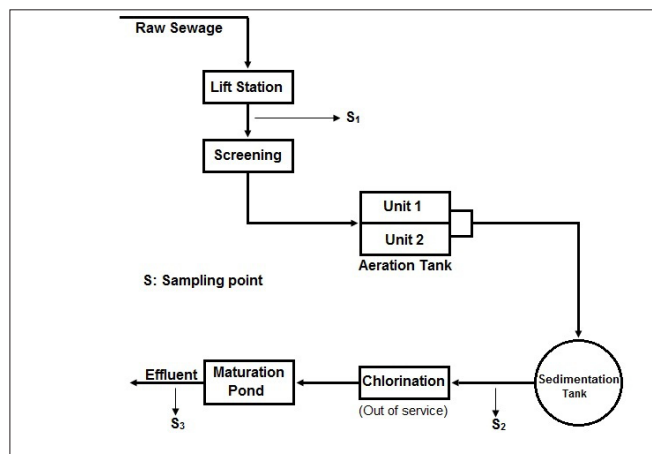 Raw Sewage
Lift Station
S1
Screening
Unit 1
Unit 2
Aeration Tank
S: Sampling point
Sedimentation
Tank
Effluent
Maturation
Pond
Chlorination
(Out of service)
S2
S3